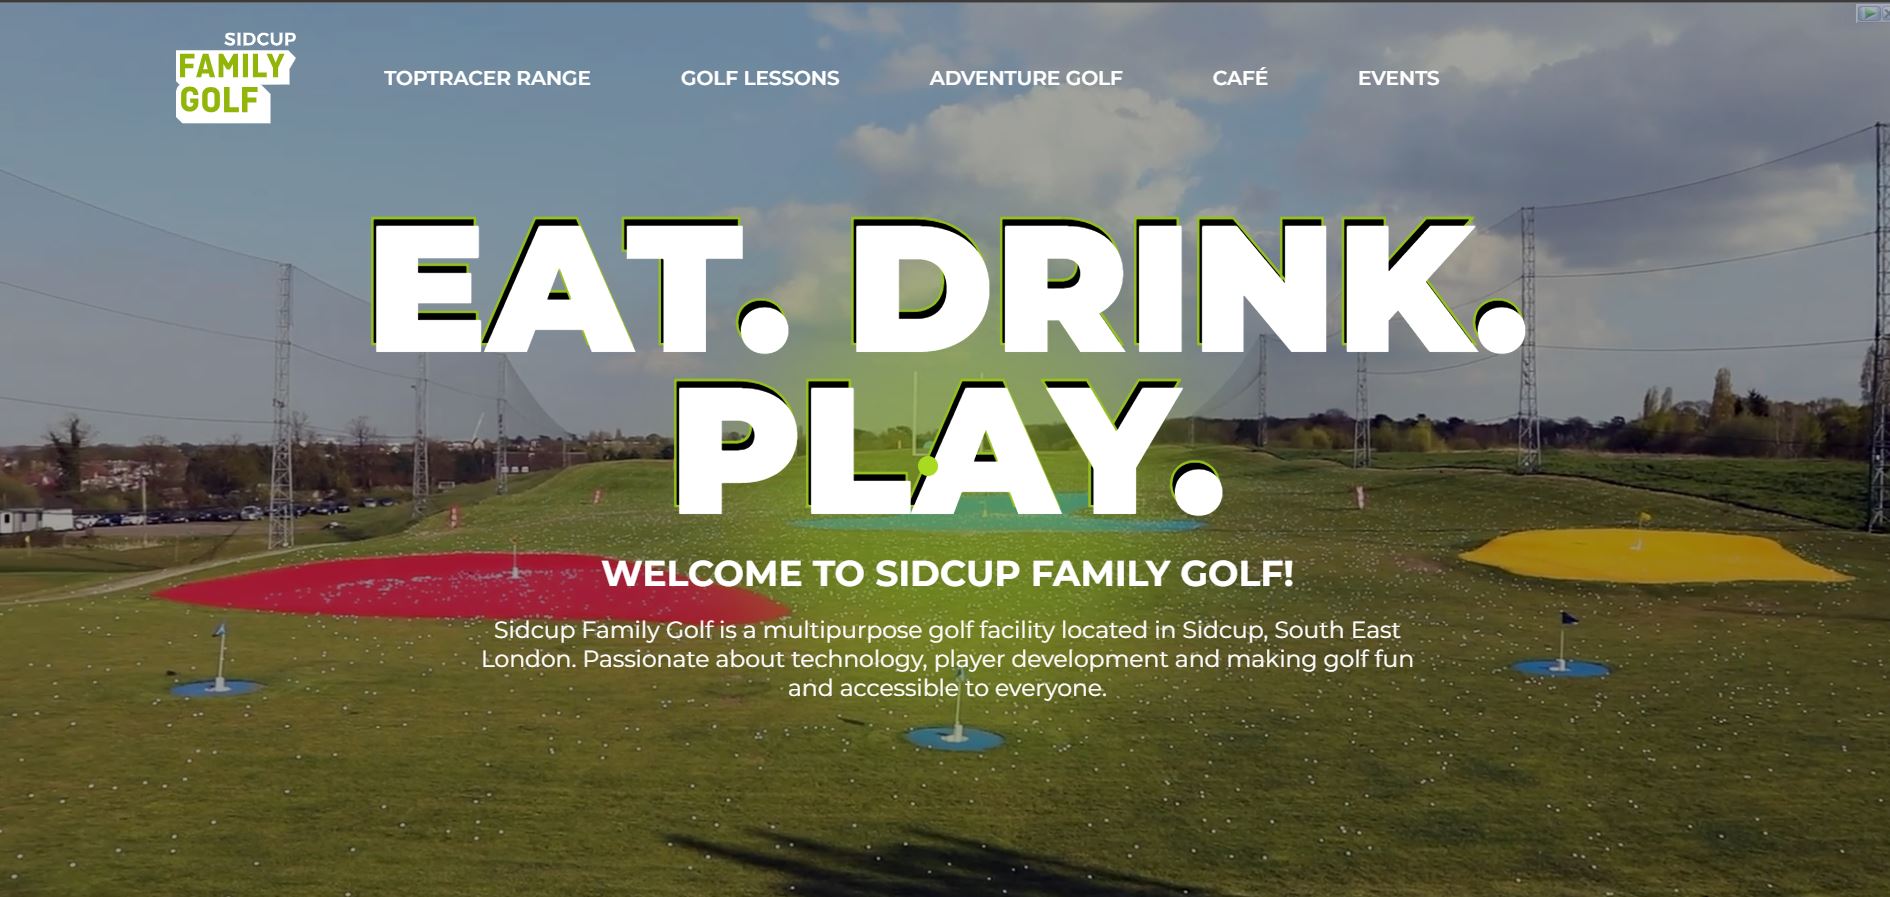 SIDCUP
FAMILY
GOLF
TOPTRACER RANGE
GOLF LESSONS
ADVENTURE GOLF
CAFÉ
EVENTS
EAT. DRINK.
PLAY.
WELCOME TO SIDCUP FAMILY GOLF!
Sidcup Family Golf is a multipurpose golf facility located in Sidcup, South East
London. Passionate about technology, player development and making golf fun
and accessible to everyone.